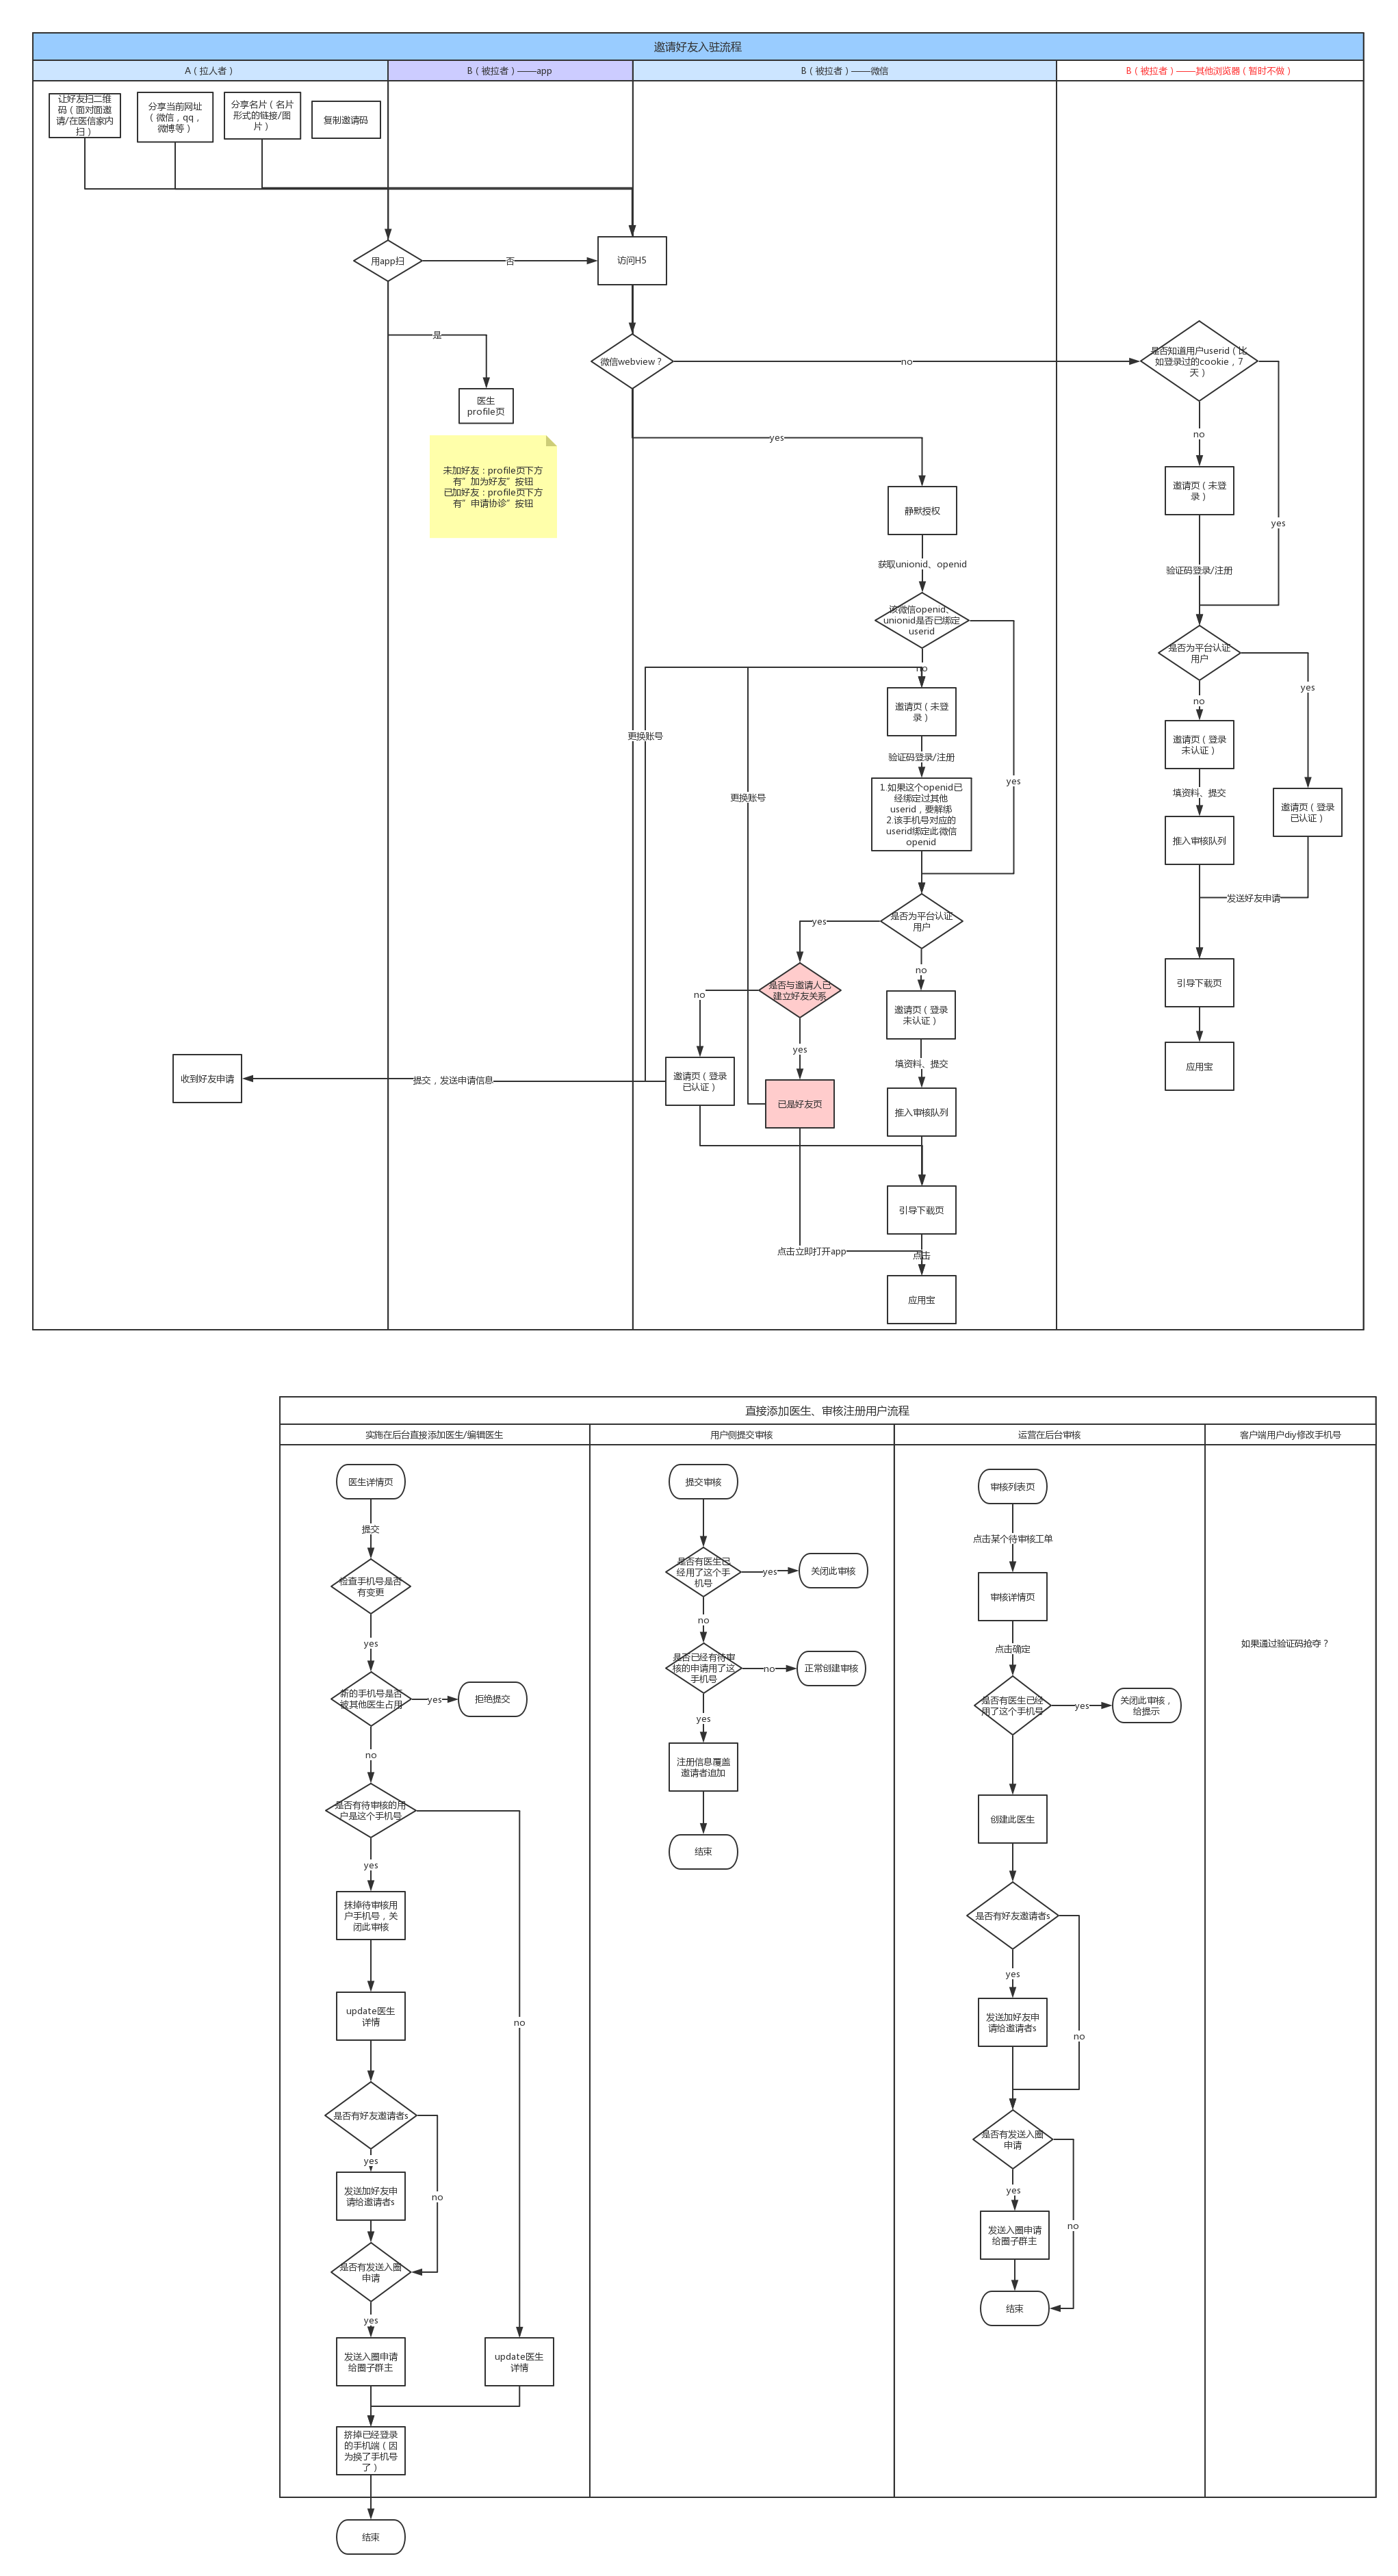 邀请好友入驻流程
A（拉人者）
B（被拉者）——app
B（被拉者）——微信
B（被拉者）——其他浏览器（暂时不做）
让好友扫二维
码（面对面邀
请/在医信家内
扫）
分享当前网址
（微信，qq，
微博等）
分享名片（名片
形式的链接/图
片）
复制邀请码
用app扫
否
访问H5
是
医生
profile页
未加好友：profile页下方
有”加为好友”按钮
已加好友：profile页下方
有”申请协诊”按钮
微信webview？
no
yes
静默授权
获取unionid、openid
该微信openid、
unionid是否已绑定
userid
no
yes
邀请页（未登
录）
更换账号
更换账号
验证码登录/注册
1.如果这个openid已
经绑定过其他
userid，要解绑
2.该手机号对应的
userid绑定此微信
openid
是否为平台认证
用户
yes
no
是否与邀请人已
建立好友关系
no
yes
邀请页（登录
未认证）
填资料、提交
收到好友申请
提交，发送申请信息
邀请页（登录
已认证）
已是好友页
推入审核队列
引导下载页
点击立即打开app
点击
应用宝
是否知道用户userid（比
如登录过的cookie，7
天）
no
yes
邀请页（未登
录）
验证码登录/注册
是否为平台认证
用户
yes
no
邀请页（登录
未认证）
填资料、提交
邀请页（登录
已认证）
推入审核队列
发送好友申请
引导下载页
应用宝
直接添加医生、审核注册用户流程
实施在后台直接添加医生/编辑医生
用户侧提交审核
运营在后台审核
客户端用户diy修改手机号
医生详情页
提交
检查手机号是否
有变更
yes
新的手机号是否
被其他医生占用
yes
拒绝提交
no
是否有待审核的用
户是这个手机号
yes
no
抹掉待审核用
户手机号，关
闭此审核
update医生
详情
是否有好友邀请者s
yes
no
发送加好友申
请给邀请者s
是否有发送入圈
申请
yes
发送入圈申请
给圈子群主
update医生
详情
挤掉已经登录
的手机端（因
为换了手机号
了）
结束
提交审核
是否有医生已
经用了这个手
机号
yes
关闭此审核
no
是否已经有待审
核的申请用了这
手机号
no
正常创建审核
yes
注册信息覆盖
邀请者追加
结束
审核列表页
点击某个待审核工单
审核详情页
点击确定
是否有医生已经
用了这个手机号
yes
关闭此审核，
给提示
创建此医生
是否有好友邀请者s
yes
no
发送加好友申
请给邀请者s
是否有发送入圈
申请
yes
no
发送入圈申请
给圈子群主
结束
如果通过验证码抢夺？